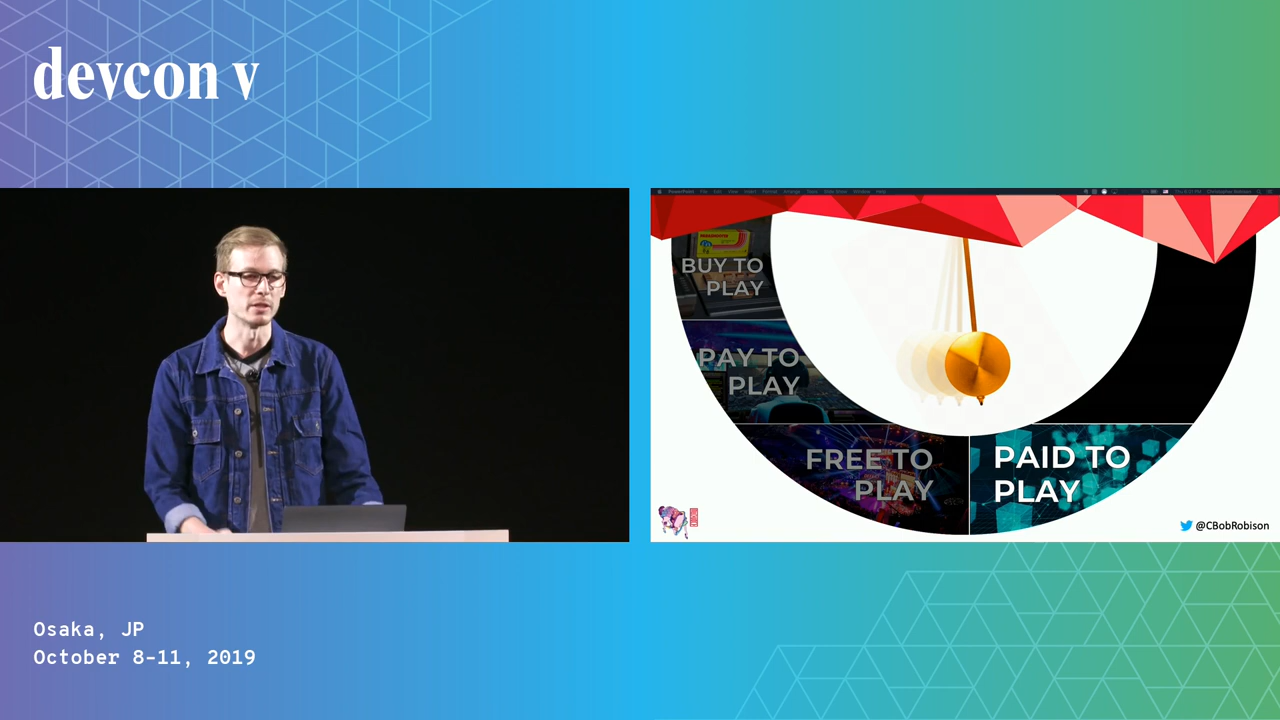 devcon v
BUY TO
PLAY
PAY TO
PLAY
FREE TO
PLAY
PAID TO
PLAY
@CBobRobison
Osaka, JP
October 8-11, 2019